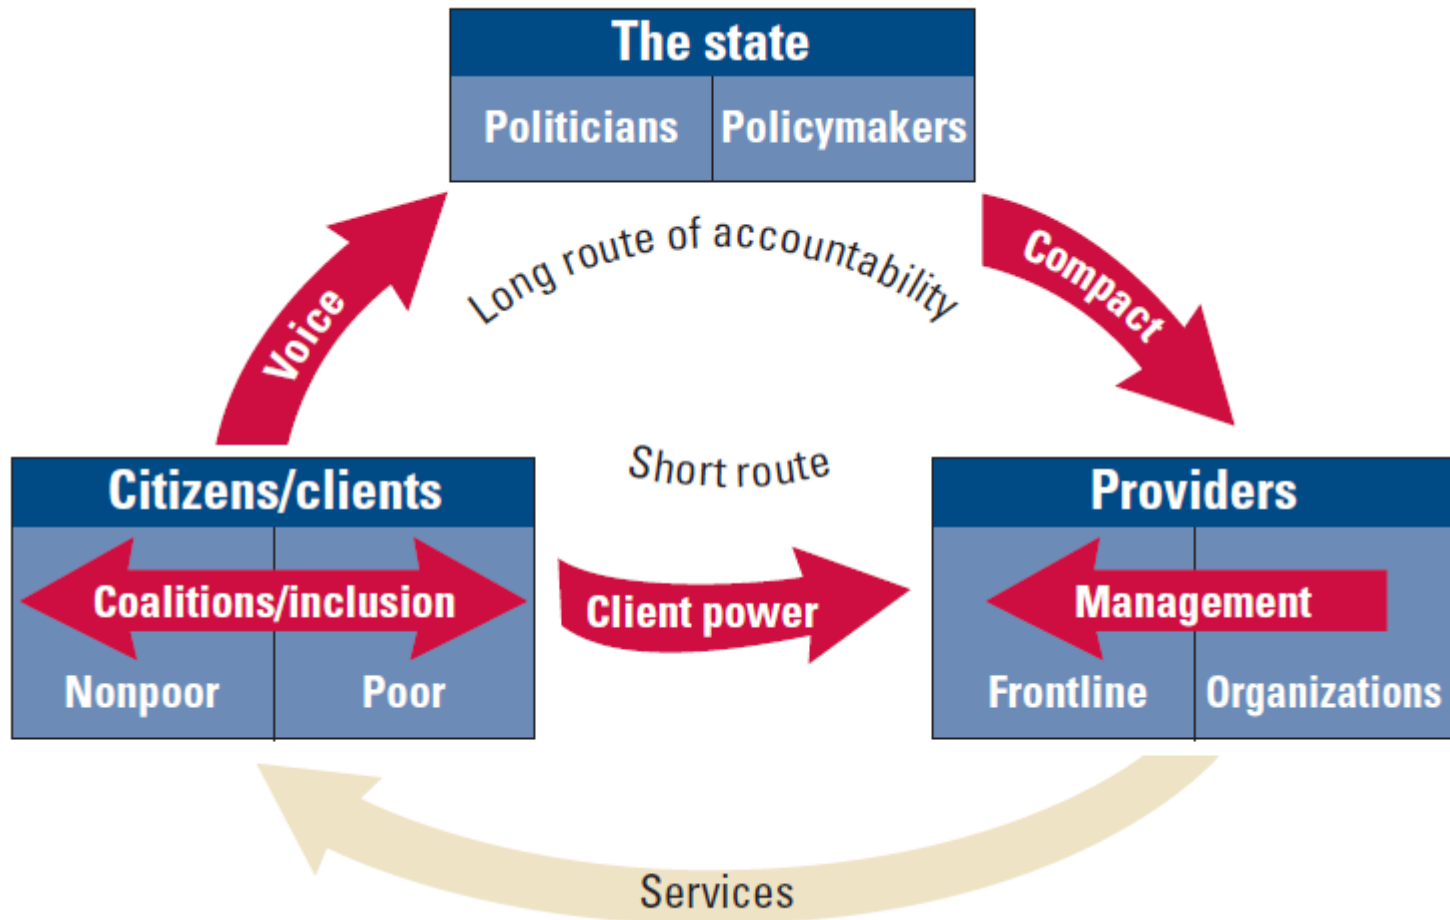 The state
Politicians
Policymakers
Long route of accountability
Voice
Compact
Short route
Citizens/clients
Coalitions/inclusion
Nonpoor
Poor
Client power
Providers
Management
Frontline
Organizations
Services